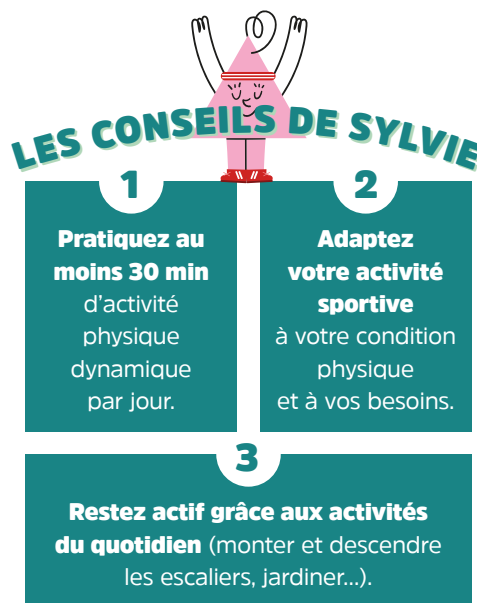 LES CONSEILS DE SYLVIE
1
Pratiquez au
moins 30 min
d'activité
physique
dynamique
par jour.
2
Adaptez
votre activité
sportive
à votre condition
physique
et à vos besoins.
3
Restez actif grâce aux activités
du quotidien (monter et descendre
les escaliers, jardiner...).